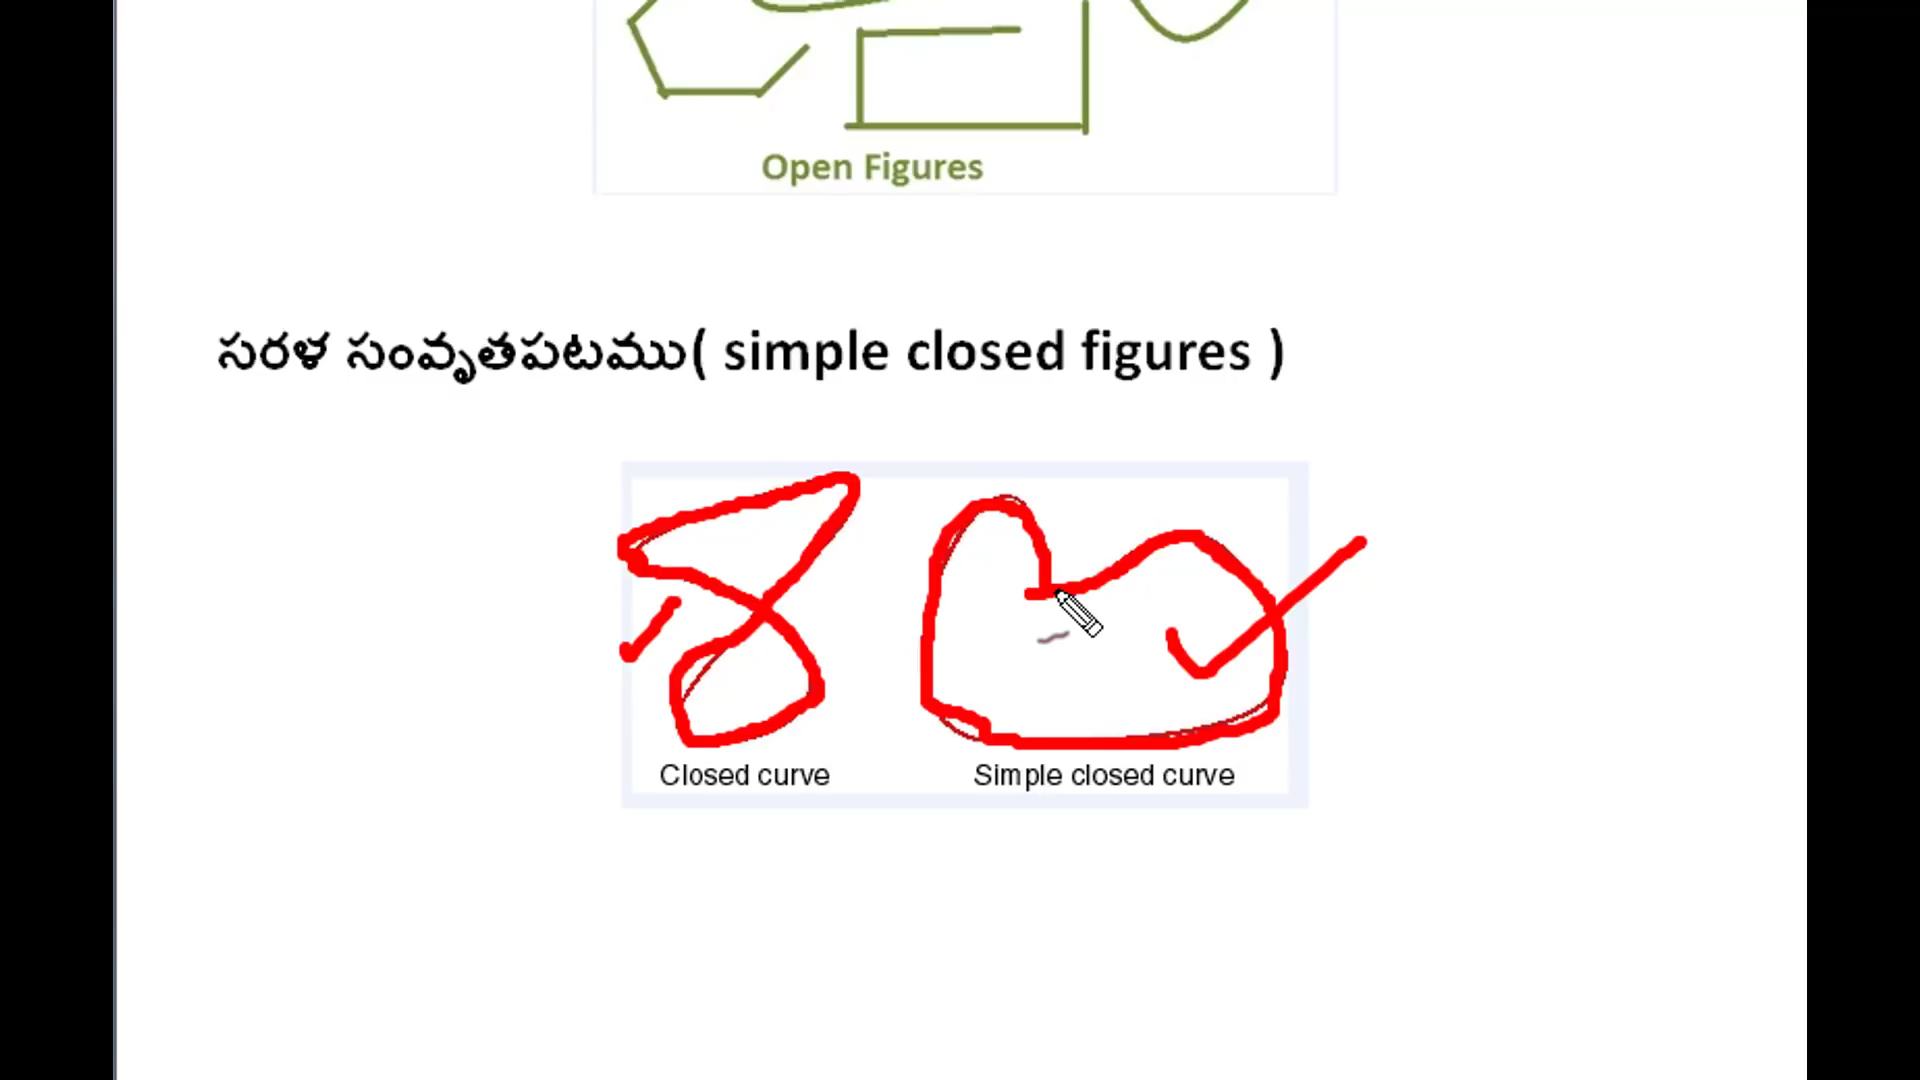 Open Figures
సరళ సంవృతపటము( simple closed figures )
Closed curve
Simple closed curve